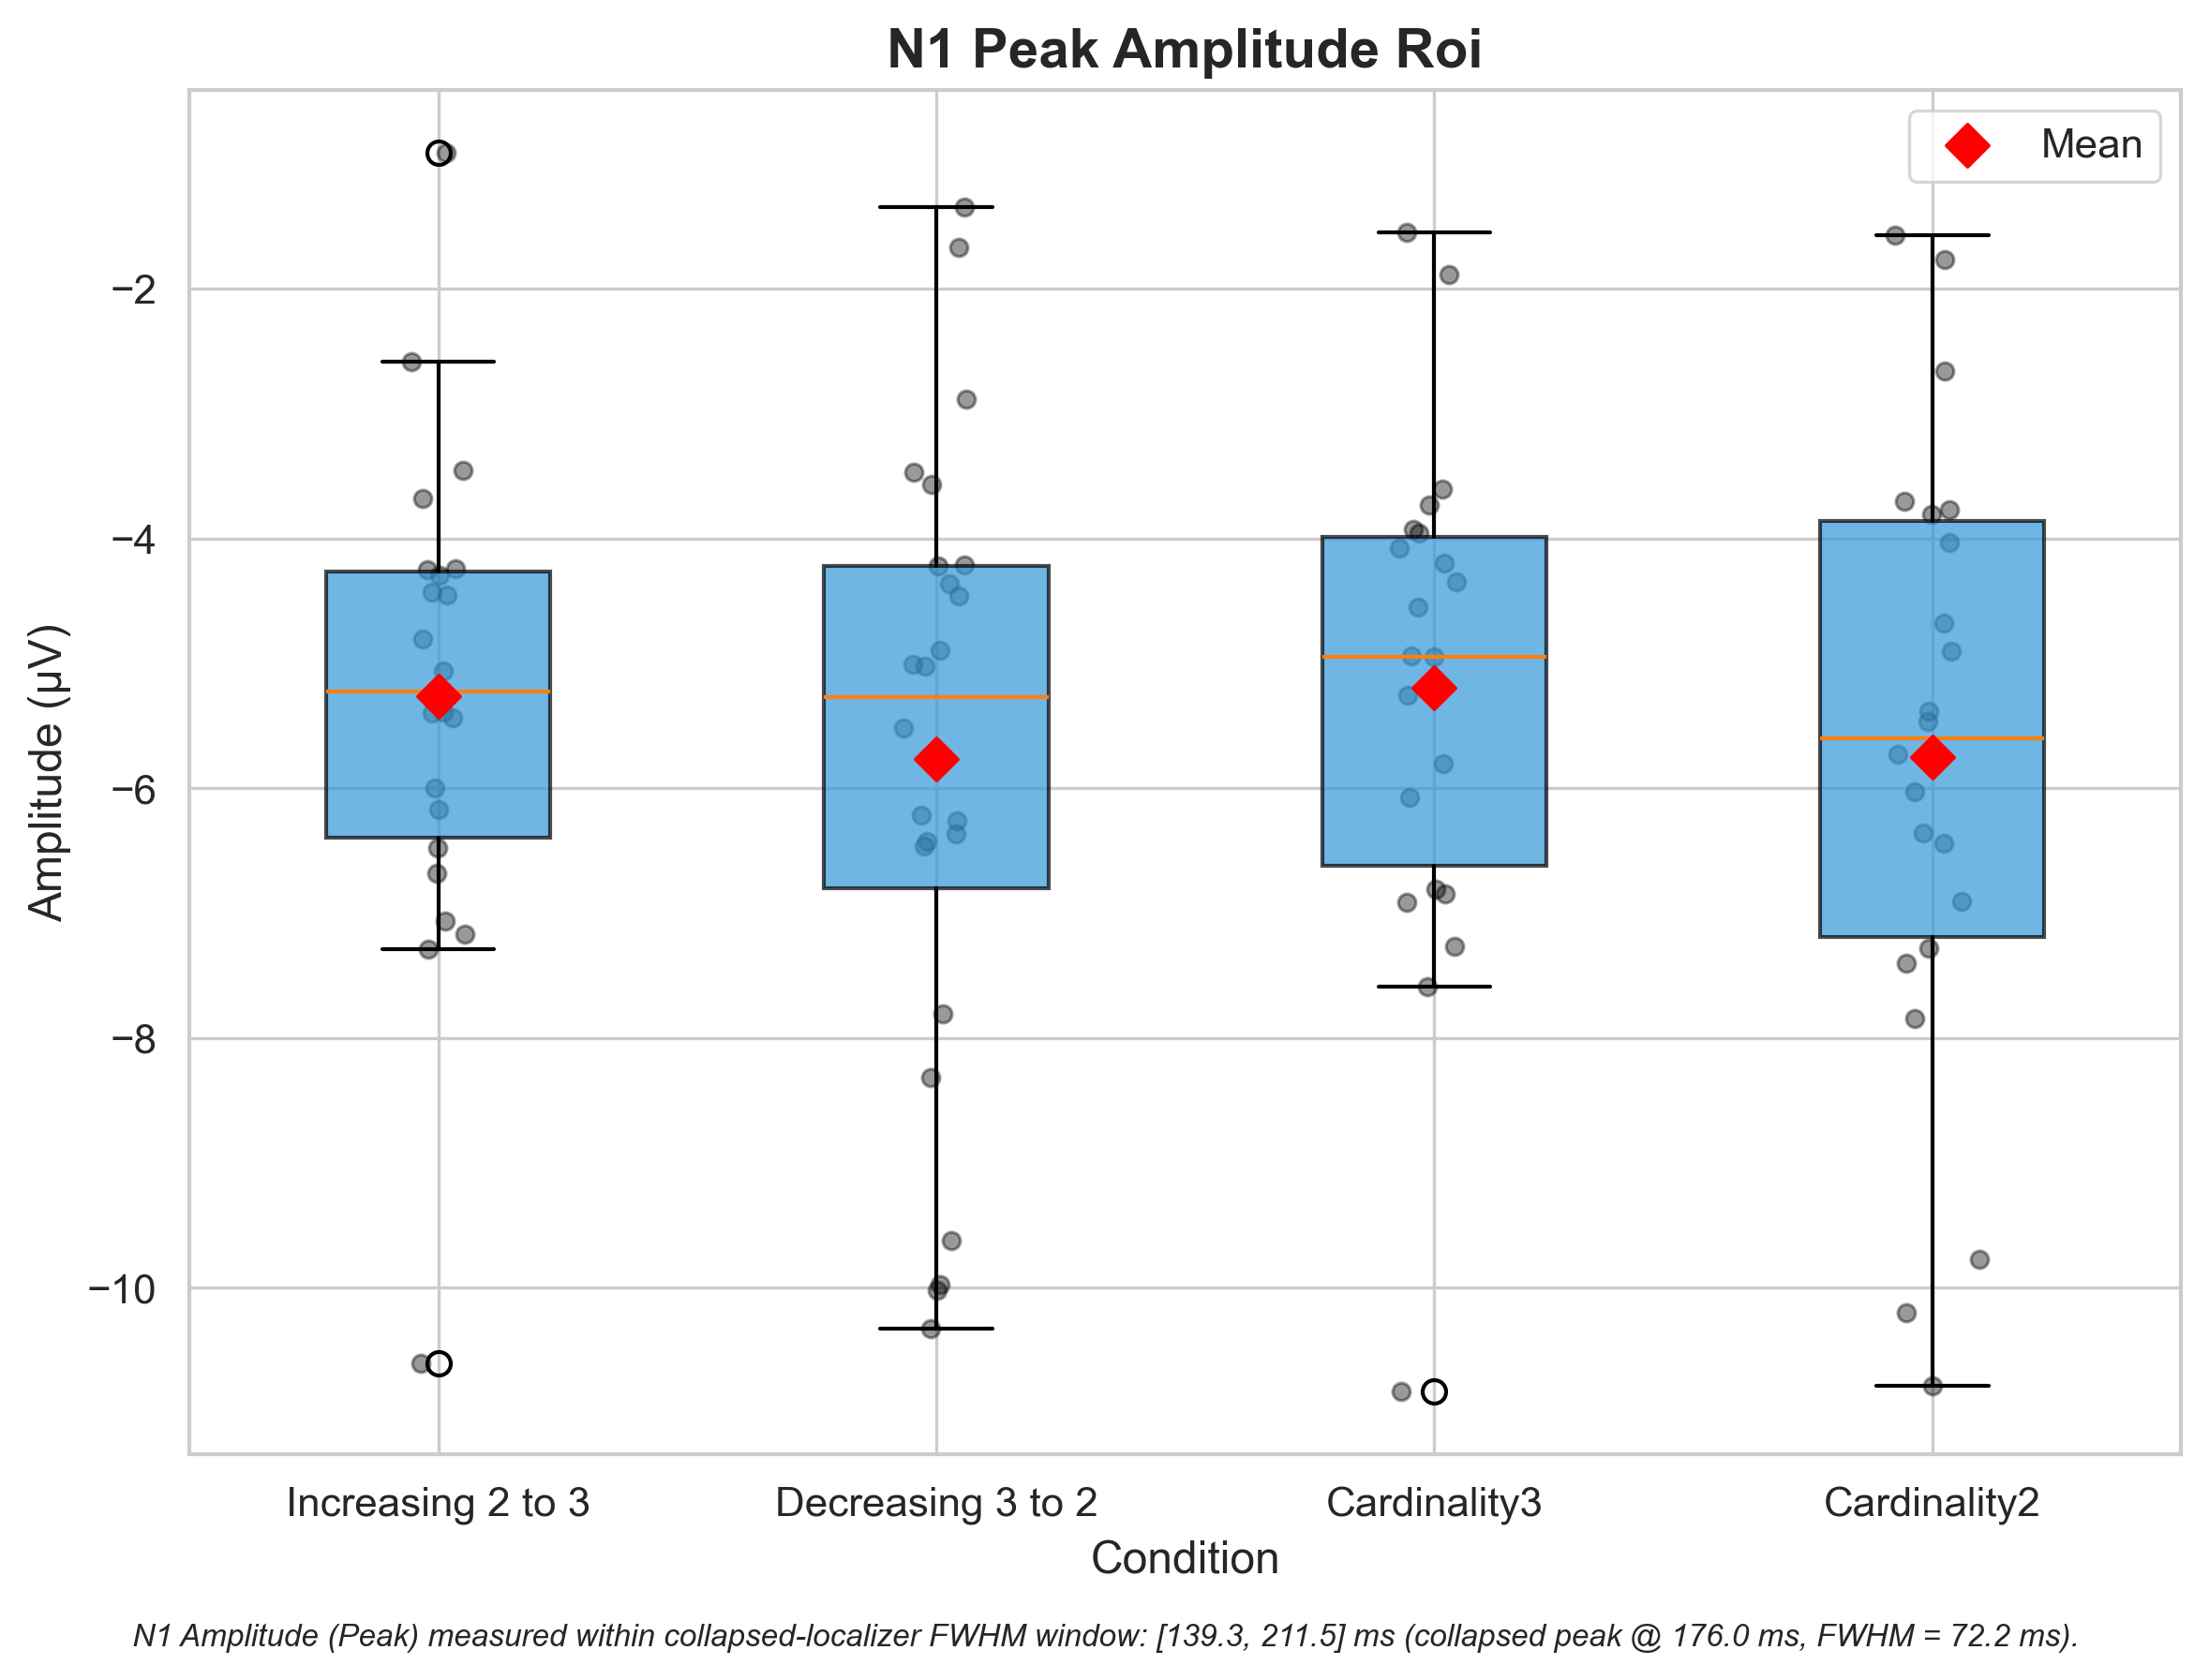 N1 Peak Amplitude Roi
Mean
−2
−4
−6
−8
−10
Amplitude (µV)
Increasing 2 to 3
Decreasing 3 to 2
Cardinality3
Cardinality2
Condition
N1 Amplitude (Peak) measured within collapsed-localizer FWHM window: [139.3, 211.5] ms (collapsed peak @ 176.0 ms, FWHM = 72.2 ms).